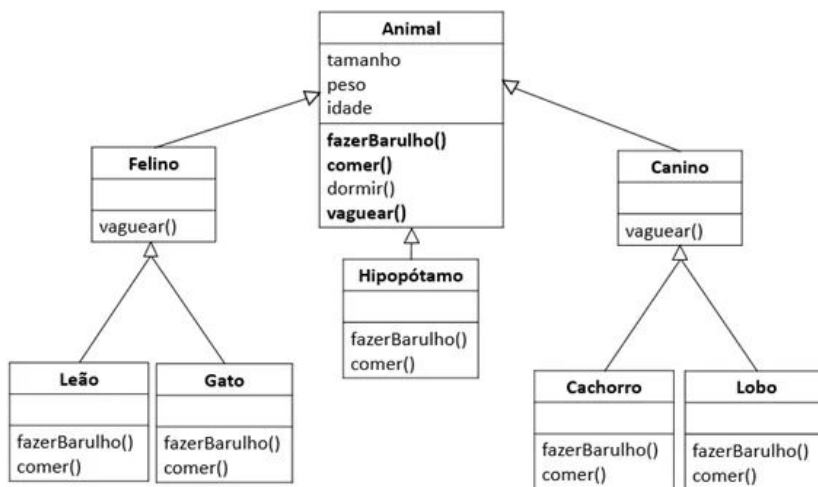 Animal
tamanho
peso
idade
fazerBarulho()
comer()
dormir()
vaguear()
Felino
vaguear()
Canino
vaguear()
Hipopótamo
fazerBarulho()
comer()
Leão
fazerBarulho()
comer()
Gato
fazerBarulho()
comer()
Cachorro
fazerBarulho()
comer()
Lobo
fazerBarulho()
comer()